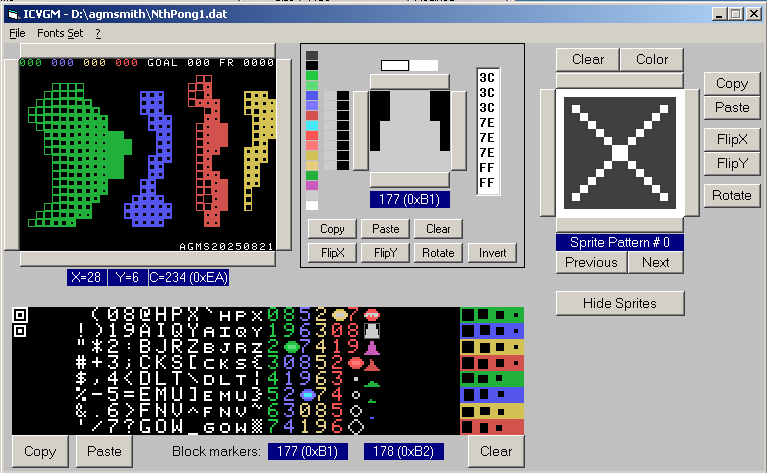 ICVGM - D:\agmsmith\NthPong1.dat
File Fonts Set ?
000 000 000 000 GOAL 000 FR 0000
AGMS20250821
X=28 Y=6 C=234 (0xEA)
3C
3C
3C
7E
7E
7E
FF
FF
177 (0xB1)
Copy Paste Clear
FlipX FlipY Rotate Invert
Clear Color
Copy
Paste
FlipX
FlipY
Rotate
Sprite Pattern # 0
Previous Next
Hide Sprites
(08@HPX`HPX0852 7
!)19AIQYAIQY196308
"*2:BJRZBJRZ2 7419
#+3;CKS[CKS{30852
$,4<DLT\DLT|41963
%-5=EMU]EMU}52 74
&.6>FNV^FNV~63085
'/7?GOW_GOW 74196
Copy Paste Block markers: 177 (0xB1) 178 (0xB2) Clear